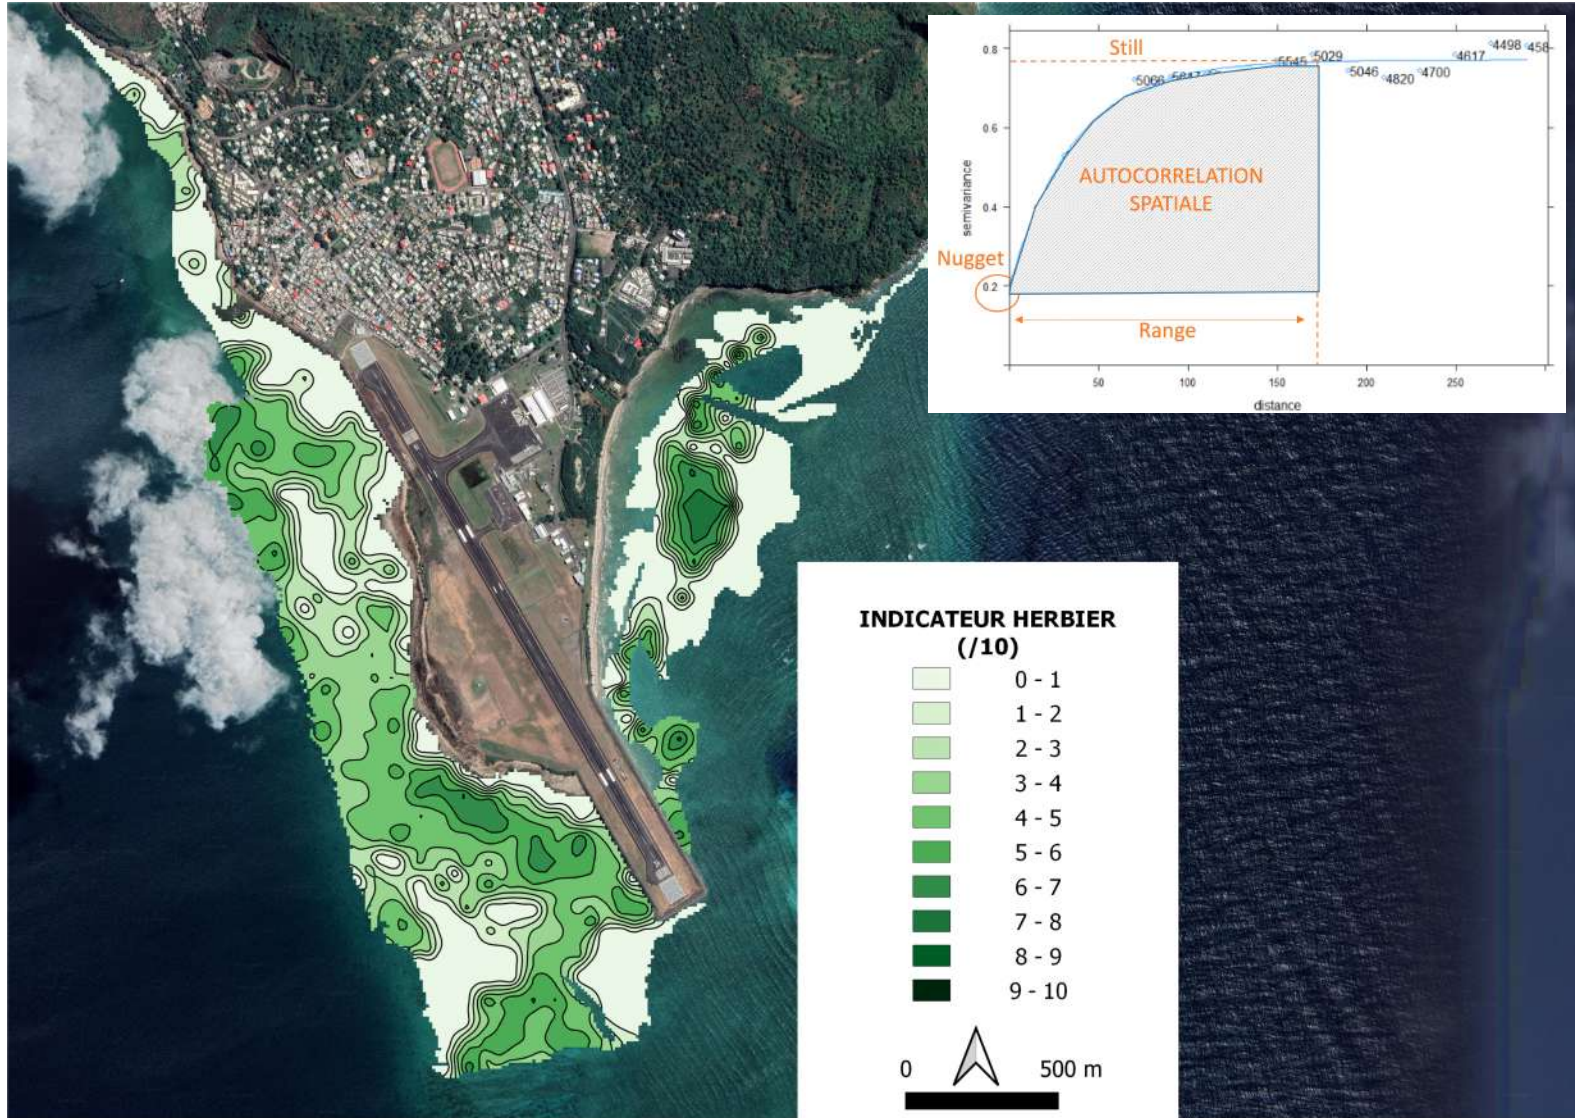 Still
0.8
0.6
0.4
0.2
semivariance
5066
5545
5029
5046
4820
4700
4617
4498
458
AUTOCORRELATION
SPATIALE
Nugget
Range
50
100
150
200
250
distance
INDICATEUR HERBIER
(/10)
0 - 1
1 - 2
2 - 3
3 - 4
4 - 5
5 - 6
6 - 7
7 - 8
8 - 9
9 - 10
0
500 m